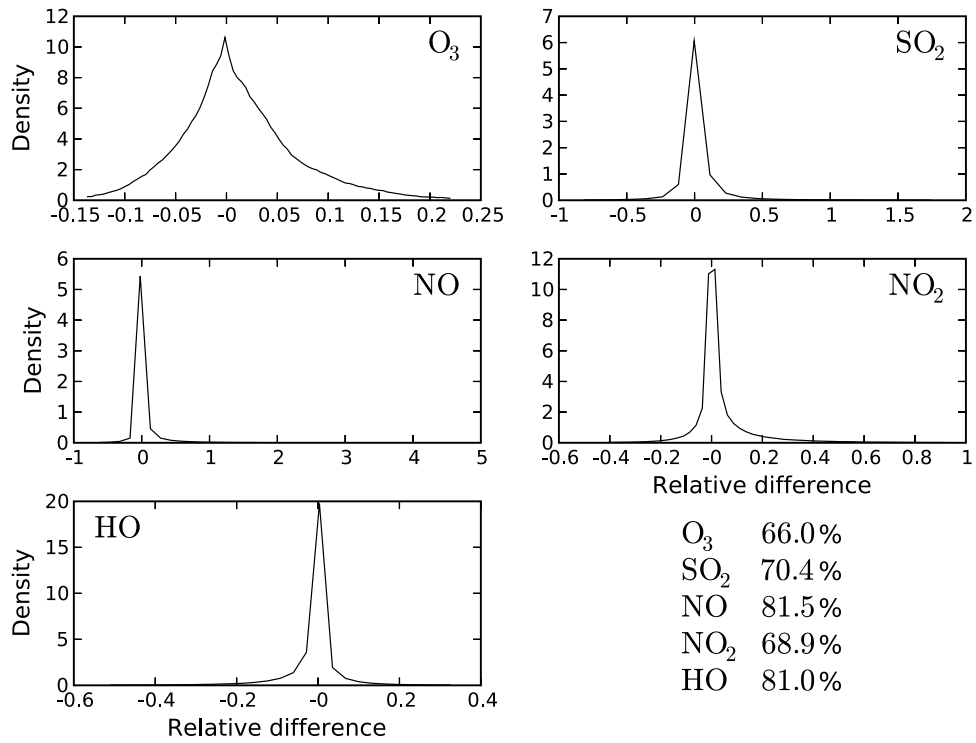 12
10
8
6
4
2
0
Density
O3
-0.15 -0.1 -0.05 -0 0.05 0.1 0.15 0.2 0.25
7
6
5
4
3
2
1
0
SO2
-1 -0.5 0 0.5 1 1.5 2
6
5
4
3
2
1
0
Density
NO
-1 0 1 2 3 4 5
12
10
8
6
4
2
0
NO2
-0.6 -0.4 -0.2 -0 0.2 0.4 0.6 0.8 1
Relative difference
20
15
10
5
0
Density
HO
-0.6 -0.4 -0.2 -0 0.2 0.4
Relative difference
O3 66.0%
SO2 70.4%
NO 81.5%
NO2 68.9%
HO 81.0%